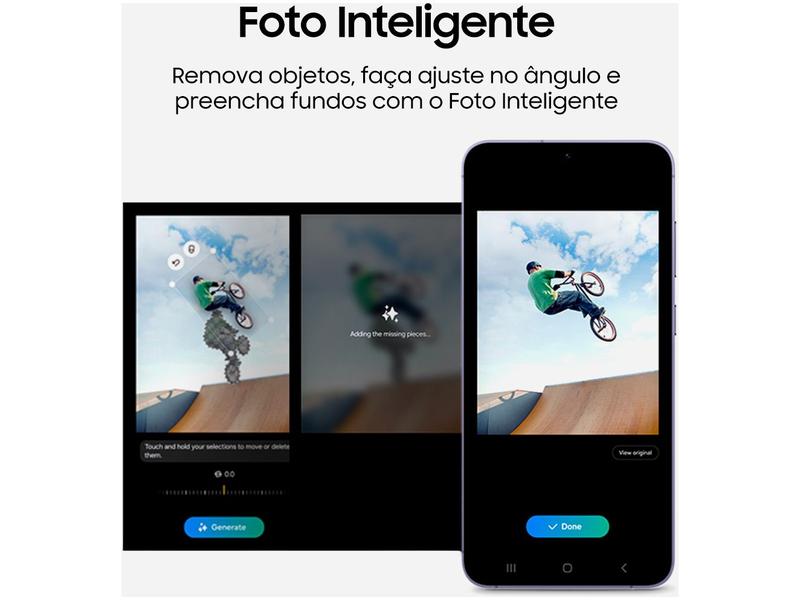 Foto Inteligente
Remova objetos, faça ajuste no ângulo e
preencha fundos com o Foto Inteligente
Touch and hold your selections to move or delete
them.
0.0
Generate
Adding the missing pieces...
View original
Done